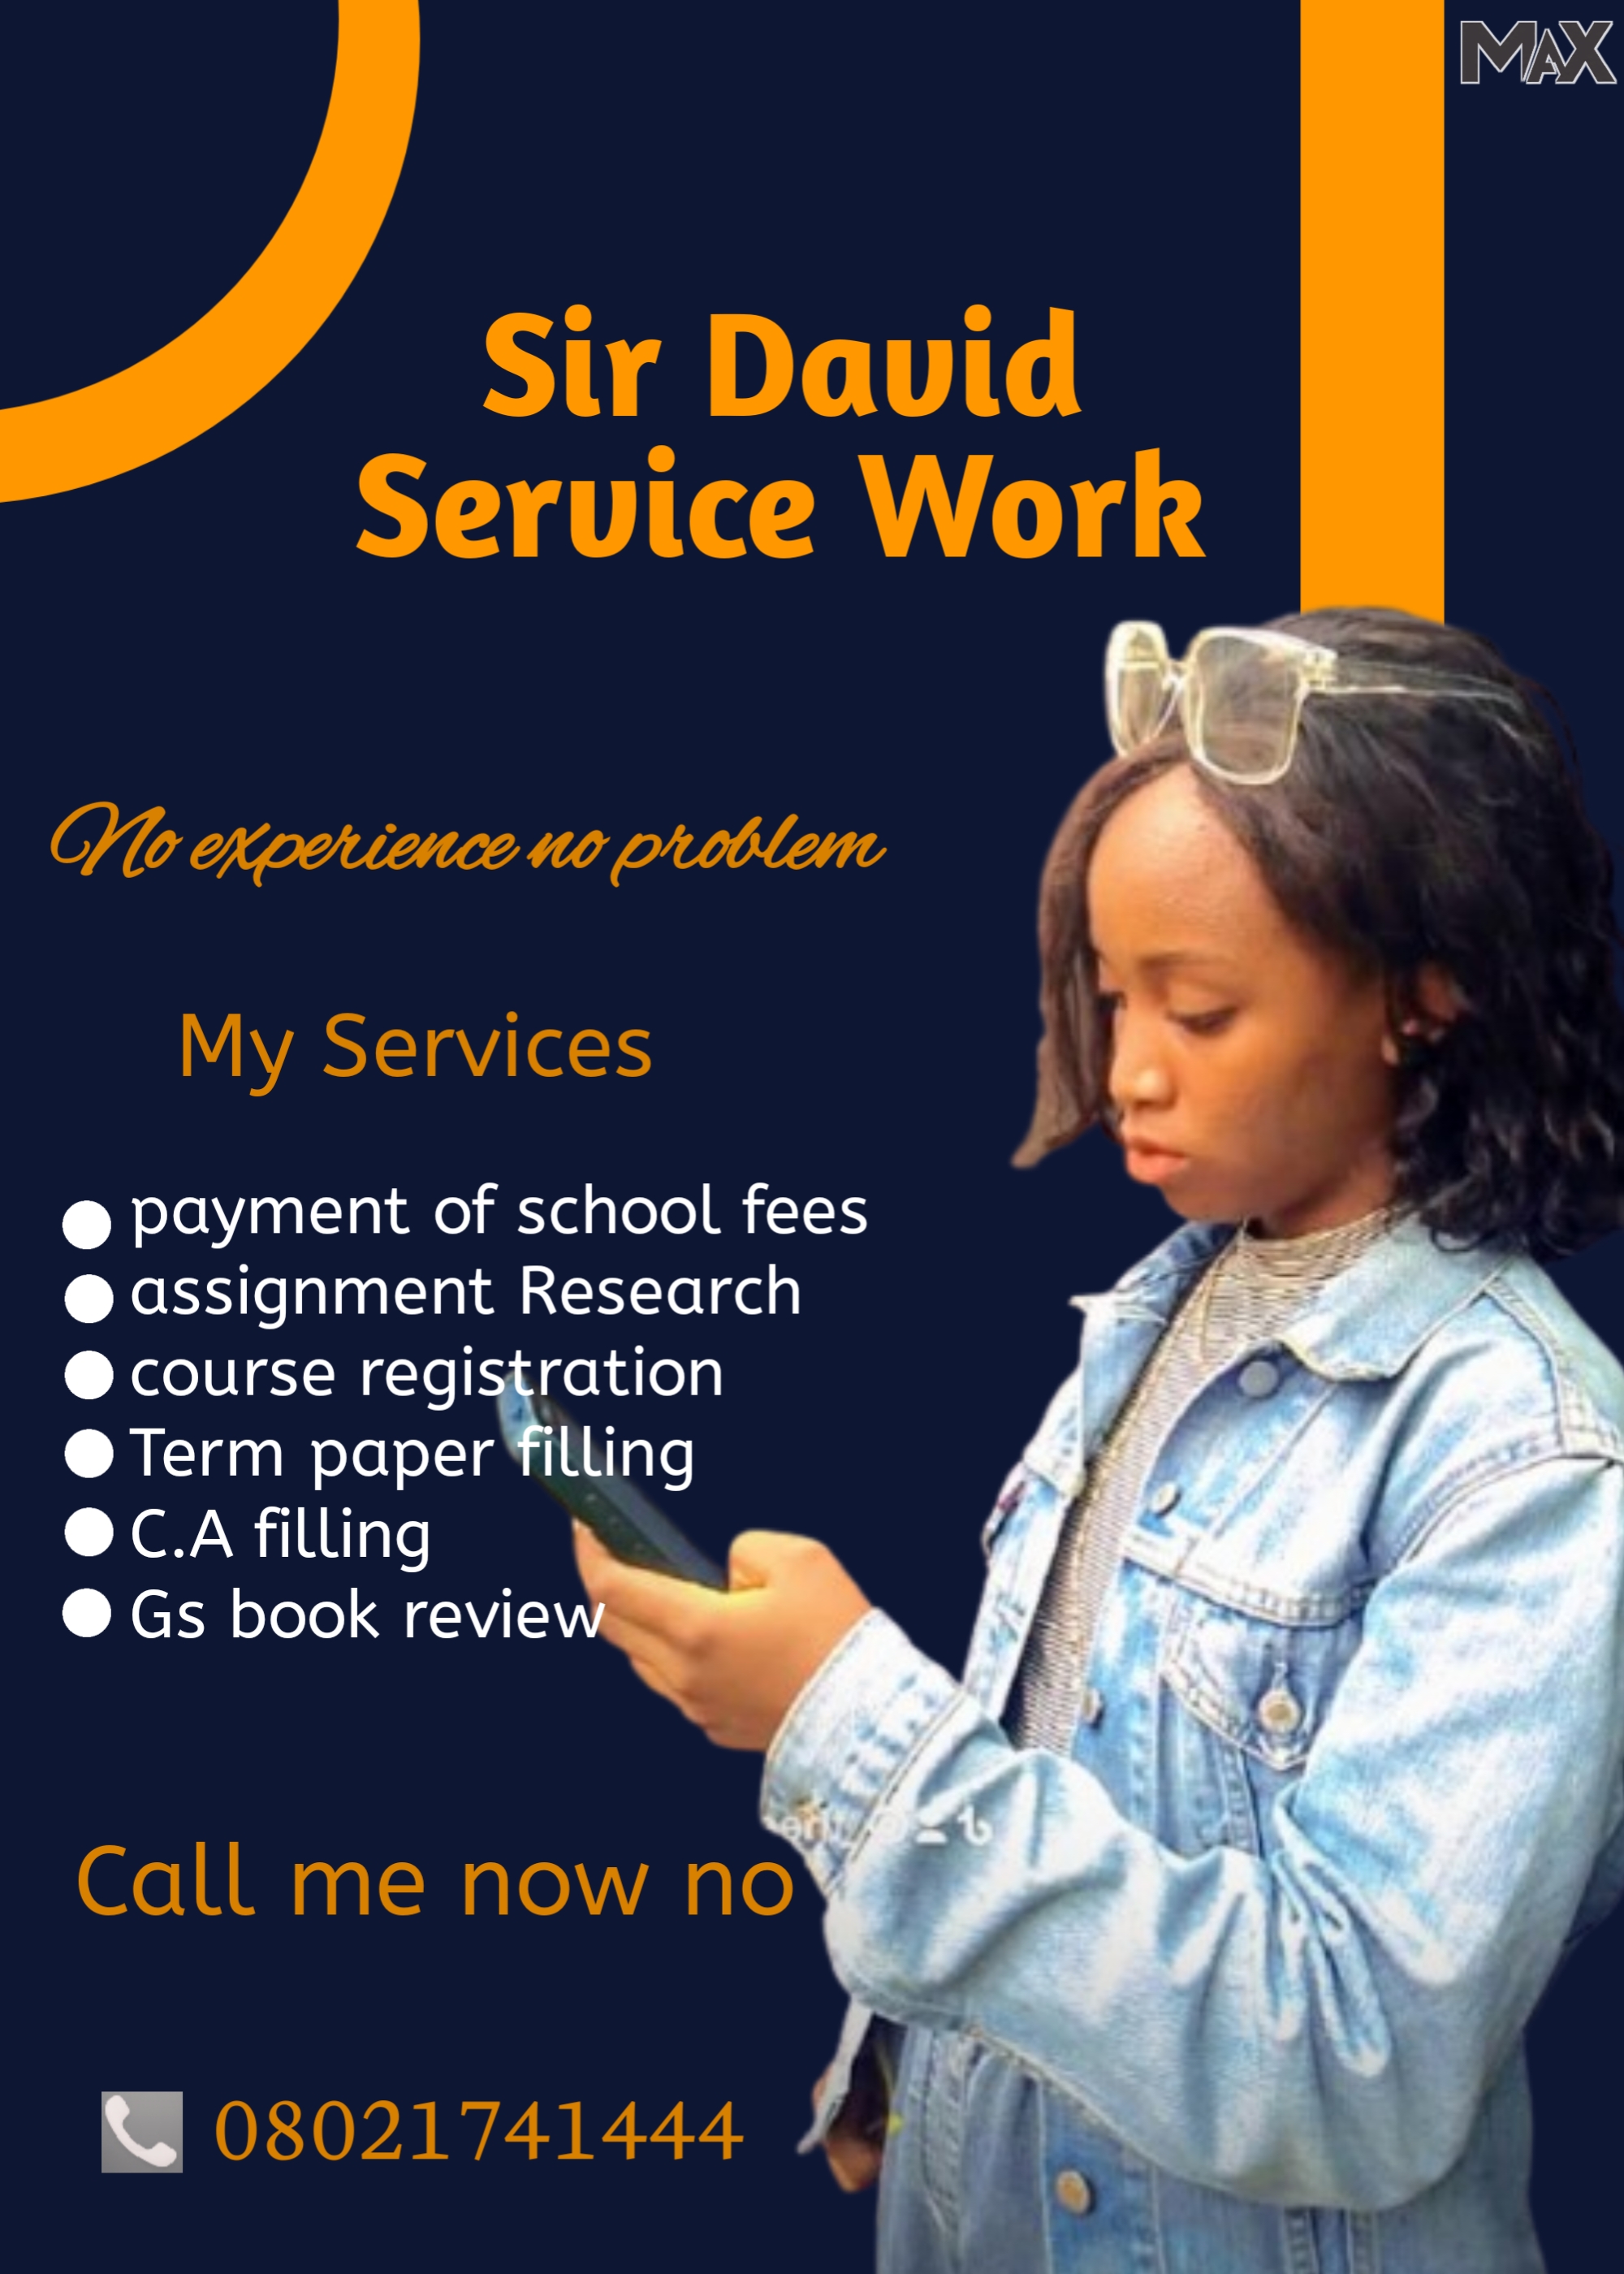 MAX
Sir David
Service Work
No experience no problem
My Services
payment of school fees
assignment Research
course registration
Term paper filling
C.A filling
Gs book review
Call me now no
08021741444